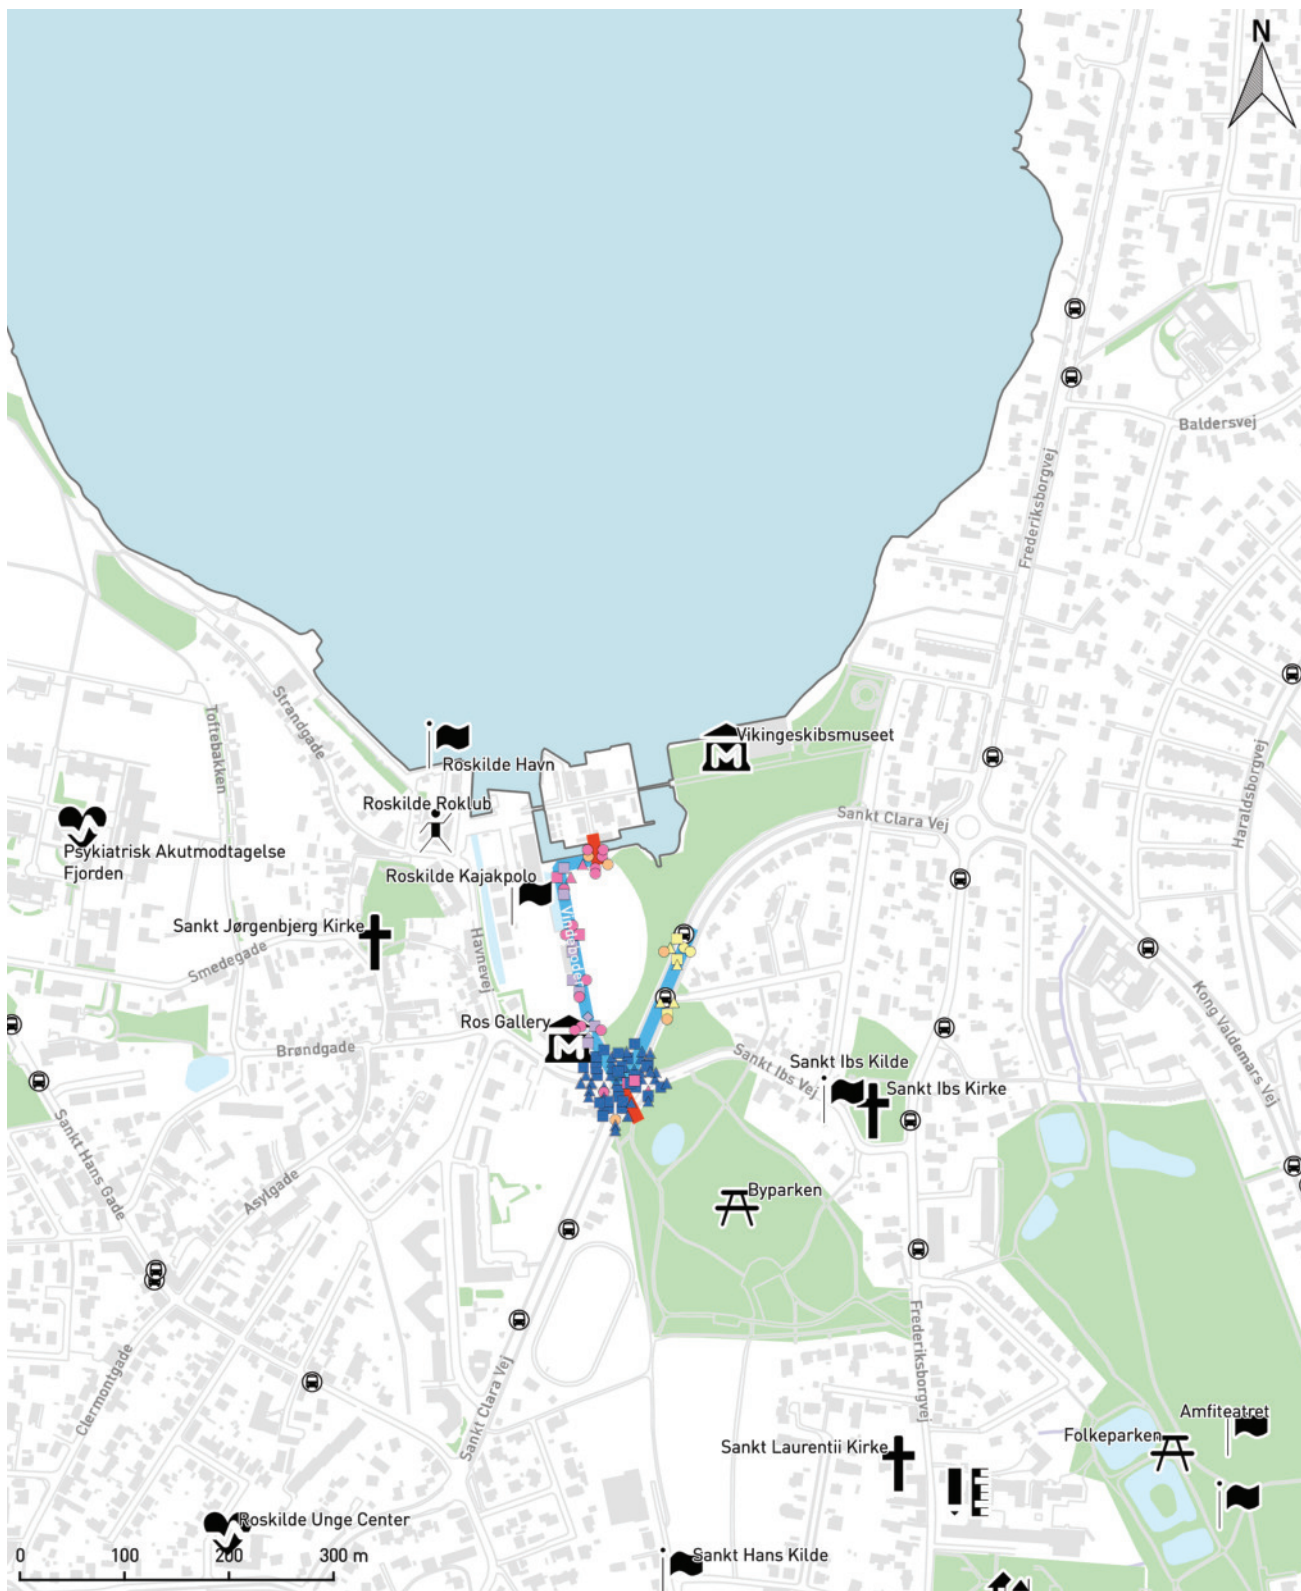 N
Baldersvej
Frederiksborgvej
Strandgade
Toftebakken
Vikingeskibsmuseet
Roskilde Havn
Haraldsborgvej
Roskilde Roklub
Sankt Clara Vej
Psykiatrisk Akutmodtagelse
Fjorden
Roskilde Kajakpolo
Sankt Jørgenbjerg Kirke
Smedegade
Havnevej
Vindeboder
Kong Valdemars Vej
Ros Gallery
Brøndgade
Sankt Ibs Vej
Sankt Ibs Kilde
Sankt Ibs Kirke
Sankt Hans Gade
Asylgade
Byparken
Clermontgade
Sankt Clara Vej
Frederiksborgvej
Amfiteatret
Folkeparken
Sankt Laurentii Kirke
Roskilde Unge Center
Sankt Hans Kilde
0 100 200 300 m